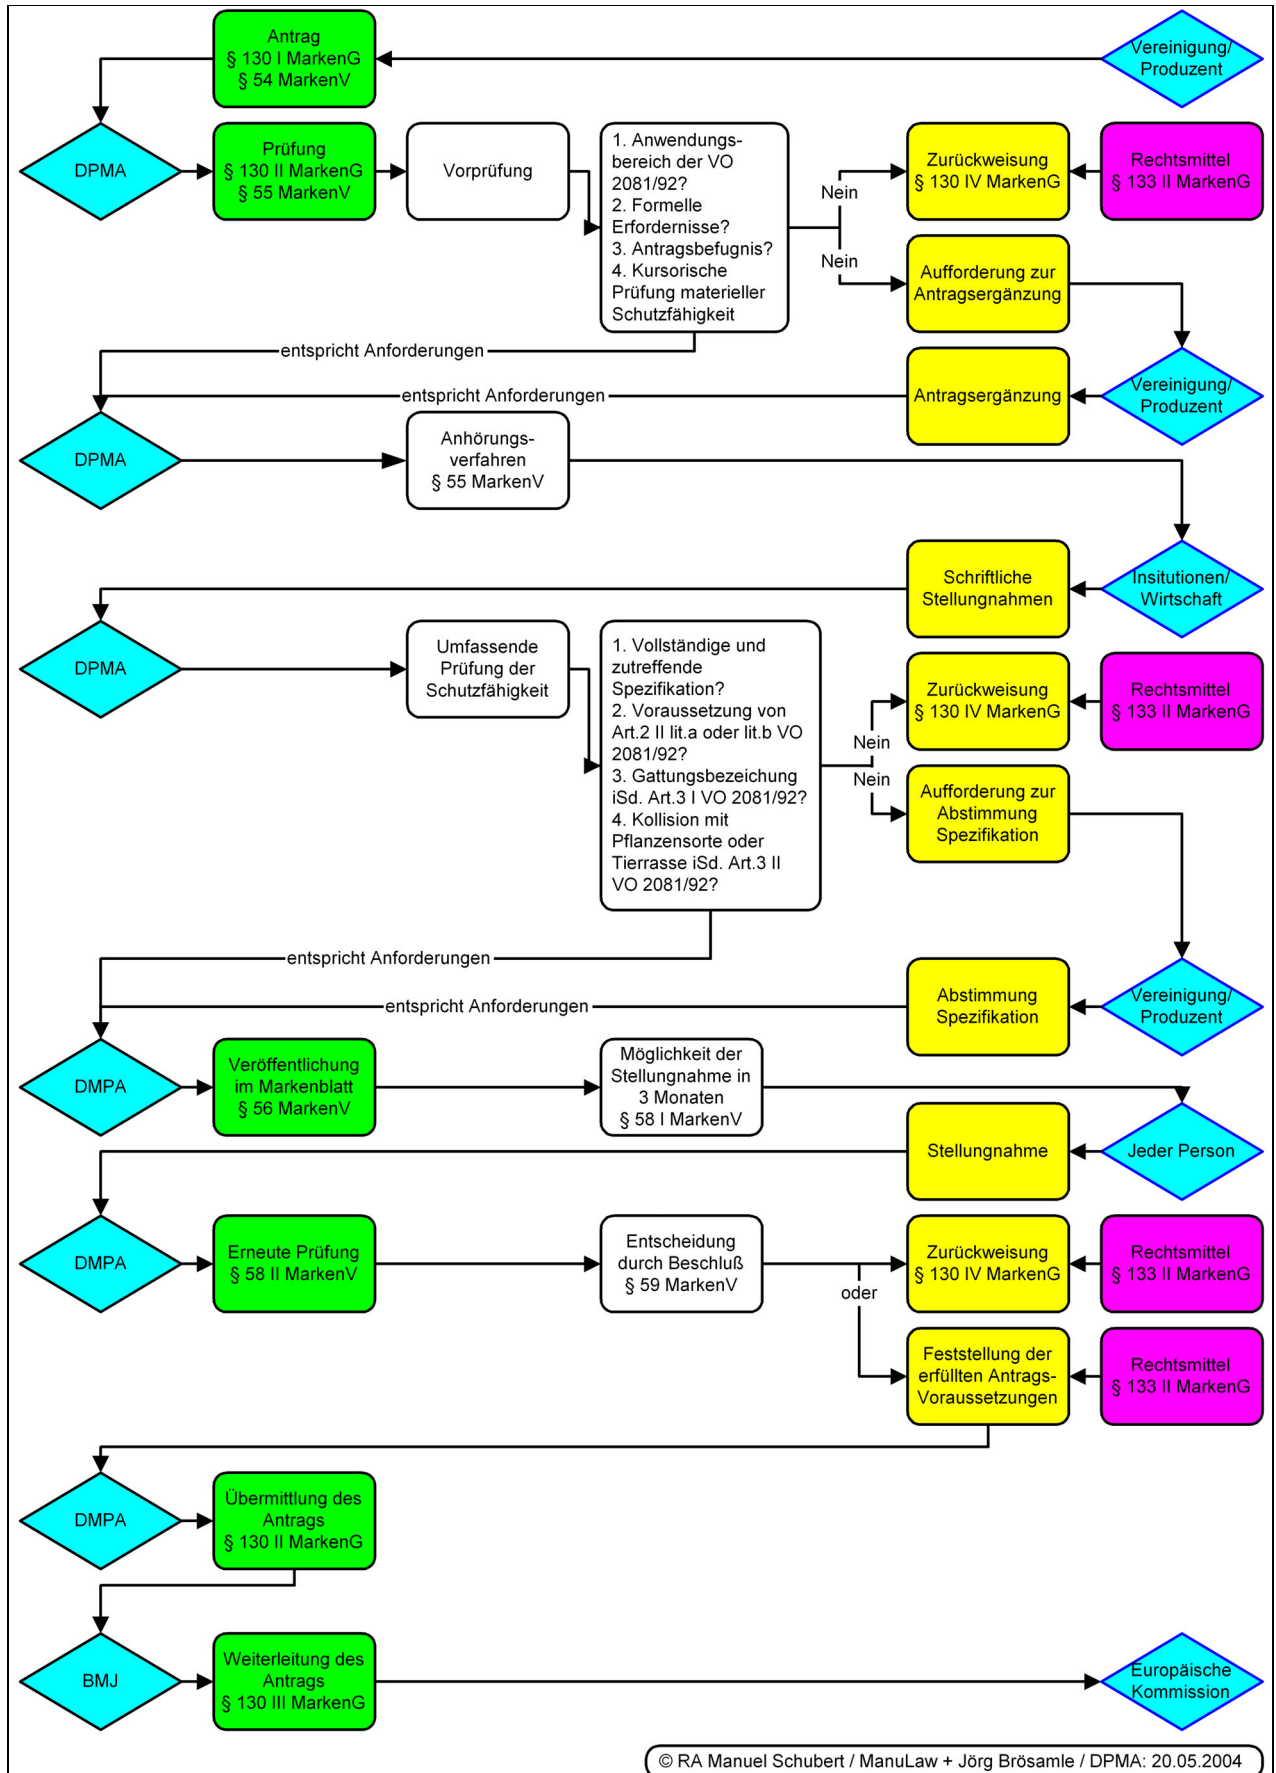 Antrag
§ 130 I MarkenG
§ 54 MarkenV
Vereinigung/
Produzent
DPMA
Prüfung
§ 130 II MarkenG
§ 55 MarkenV
Vorprüfung
1. Anwendungs-
bereich der VO
2081/92?
2. Formelle
Erfordernisse?
3. Antragsbefugnis?
4. Kursorische
Prüfung materieller
Schutzfähigkeit
Nein
Nein
Zurückweisung
§ 130 IV MarkenG
Rechtsmittel
§ 133 II MarkenG
Aufforderung zur
Antragsergänzung
entspricht Anforderungen
entspricht Anforderungen
Antragsergänzung
Vereinigung/
Produzent
DPMA
Anhörungs-
verfahren
§ 55 MarkenV
Schriftliche
Stellungnahmen
Insitutionen/
Wirtschaft
DPMA
Umfassende
Prüfung der
Schutzfähigkeit
1. Vollständige und
zutreffende
Spezifikation?
2. Voraussetzung von
Art.2 II lit.a oder lit.b VO
2081/92?
3. Gattungsbezeichung
iSd. Art.3 I VO 2081/92?
4. Kollision mit
Pflanzensorte oder
Tierrasse iSd. Art.3 II
VO 2081/92?
Nein
Nein
Zurückweisung
§ 130 IV MarkenG
Rechtsmittel
§ 133 II MarkenG
Aufforderung zur
Abstimmung
Spezifikation
entspricht Anforderungen
entspricht Anforderungen
Abstimmung
Spezifikation
Vereinigung/
Produzent
DMPA
Veröffentlichung
im Markenblatt
§ 56 MarkenV
Möglichkeit der
Stellungnahme in
3 Monaten
§ 58 I MarkenV
Stellungnahme
Jeder Person
DMPA
Erneute Prüfung
§ 58 II MarkenV
Entscheidung
durch Beschluß
§ 59 MarkenV
oder
Zurückweisung
§ 130 IV MarkenG
Rechtsmittel
§ 133 II MarkenG
Feststellung der
erfüllten Antrags-
Voraussetzungen
Rechtsmittel
§ 133 II MarkenG
DMPA
Übermittlung des
Antrags
§ 130 II MarkenG
BMJ
Weiterleitung des
Antrags
§ 130 III MarkenG
Europäische
Kommission
© RA Manuel Schubert / ManuLaw + Jörg Brösamle / DPMA: 20.05.2004